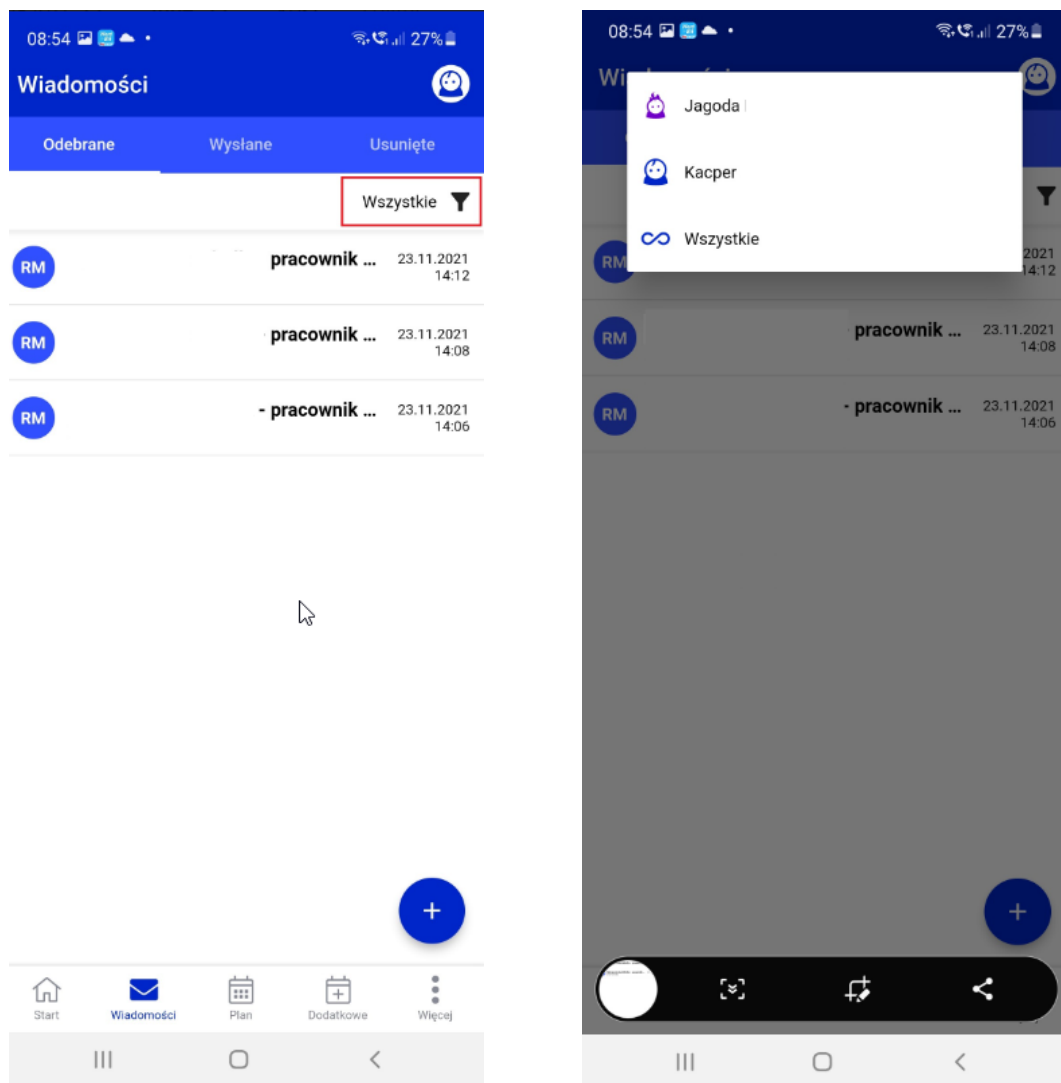 08:54
27%
Wiadomości
Odebrane Wysłane Usunięte
Wszystkie
RM pracownik ... 23.11.2021
14:12
RM pracownik ... 23.11.2021
14:08
RM - pracownik ... 23.11.2021
14:06
+
Start Wiadomości Plan Dodatkowe Więcej
08:54
27%
Wi
Jagoda
Kacper
Wszystkie
RM 2021
14:12
RM pracownik ... 23.11.2021
14:08
RM - pracownik ... 23.11.2021
14:06
+